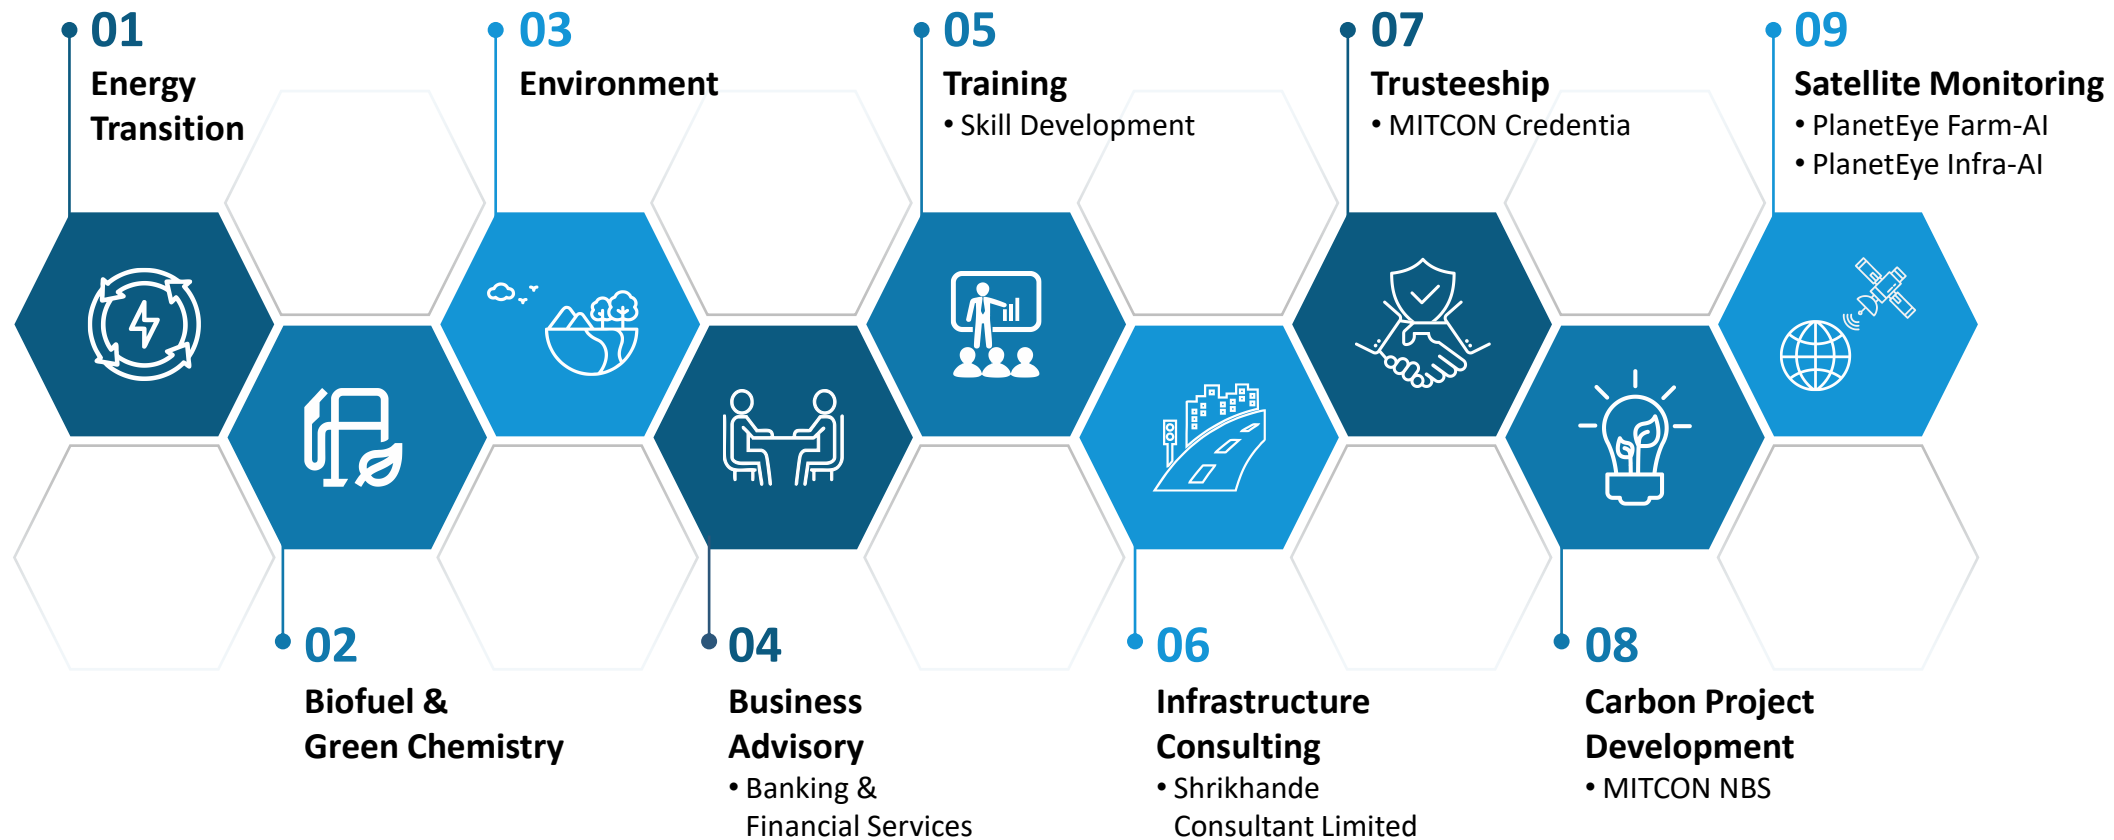 01
Energy
Transition
02
Biofuel &
Green Chemistry
03
Environment
04
Business
Advisory
• Banking &
Financial Services
05
Training
• Skill Development
06
Infrastructure
Consulting
• Shrikhande
Consultant Limited
07
Trusteeship
• MITCON Credentia
08
Carbon Project
Development
• MITCON NBS
09
Satellite Monitoring
• PlanetEye Farm-AI
• PlanetEye Infra-AI